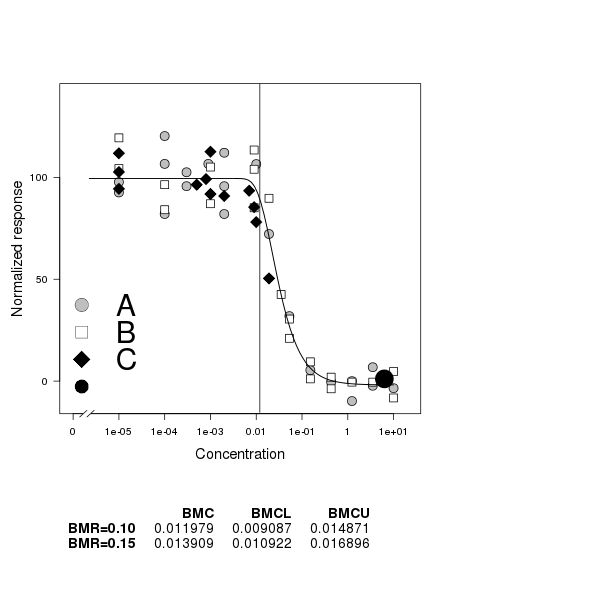 Normalized response
100
50
0
A
B
C
0 1e-05 1e-04 1e-03 0.01 1e-01 1 1e+01
Concentration
BMC BMCL BMCU
BMR=0.10 0.011979 0.009087 0.014871
BMR=0.15 0.013909 0.010922 0.016896